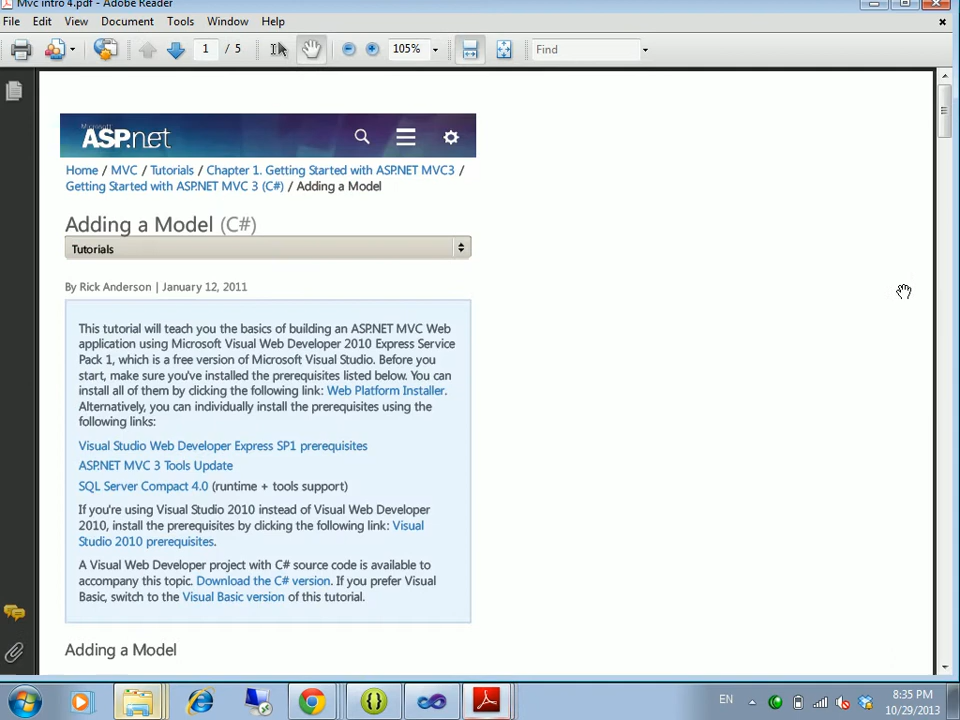 Mvc intro 4.pdf - Adobe Reader
File Edit View Document Tools Window Help
1 / 5 105% Find
Microsoft
ASP.net
Home / MVC / Tutorials / Chapter 1. Getting Started with ASP.NET MVC3 /
Getting Started with ASP.NET MVC 3 (C#) / Adding a Model
Adding a Model (C#)
Tutorials
By Rick Anderson | January 12, 2011
This tutorial will teach you the basics of building an ASP.NET MVC Web
application using Microsoft Visual Web Developer 2010 Express Service
Pack 1, which is a free version of Microsoft Visual Studio. Before you
start, make sure you've installed the prerequisites listed below. You can
install all of them by clicking the following link: Web Platform Installer.
Alternatively, you can individually install the prerequisites using the
following links:
Visual Studio Web Developer Express SP1 prerequisites
ASP.NET MVC 3 Tools Update
SQL Server Compact 4.0 (runtime + tools support)
If you're using Visual Studio 2010 instead of Visual Web Developer
2010, install the prerequisites by clicking the following link: Visual
Studio 2010 prerequisites.
A Visual Web Developer project with C# source code is available to
accompany this topic. Download the C# version. If you prefer Visual
Basic, switch to the Visual Basic version of this tutorial.
Adding a Model
EN
8:35 PM
10/29/2013